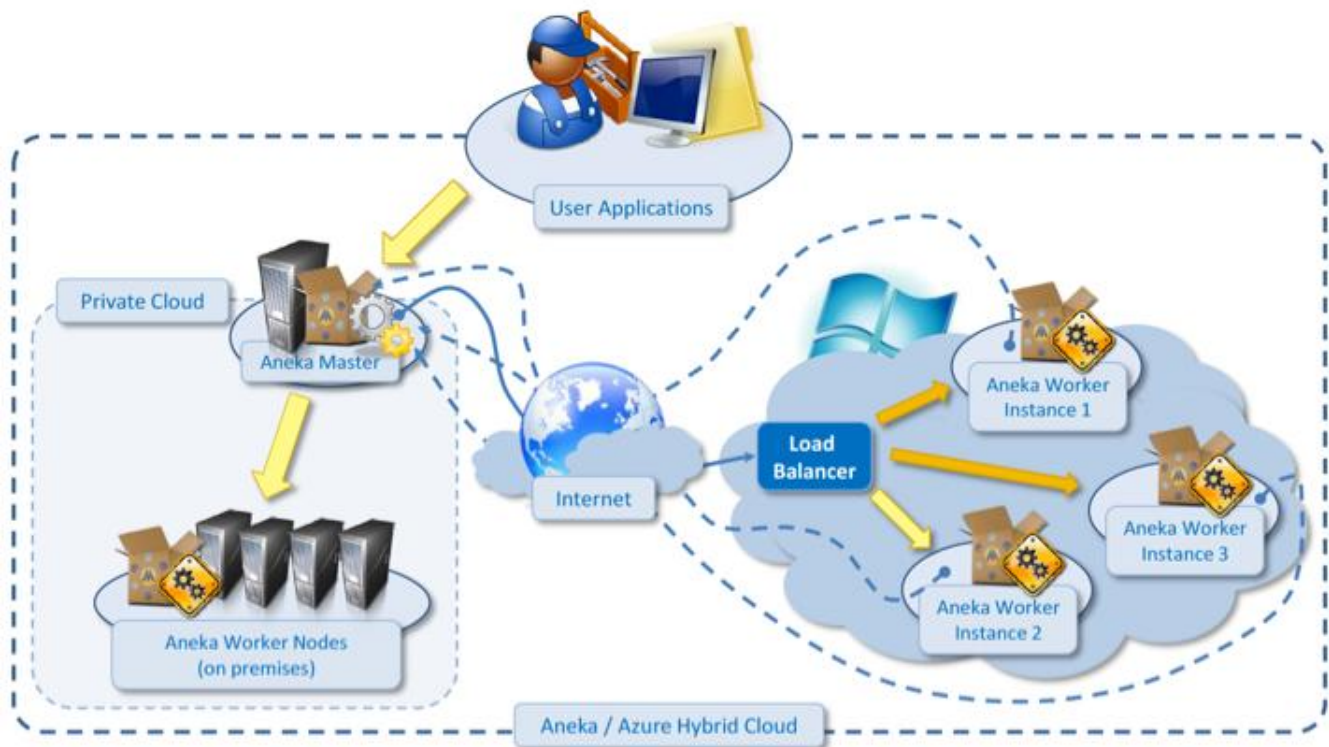 User Applications
Private Cloud
Aneka Master
Aneka Worker
Instance 1
Load
Balancer
Internet
Aneka Worker
Instance 3
Aneka Worker
Instance 2
Aneka Worker Nodes
(on premises)
Aneka / Azure Hybrid Cloud